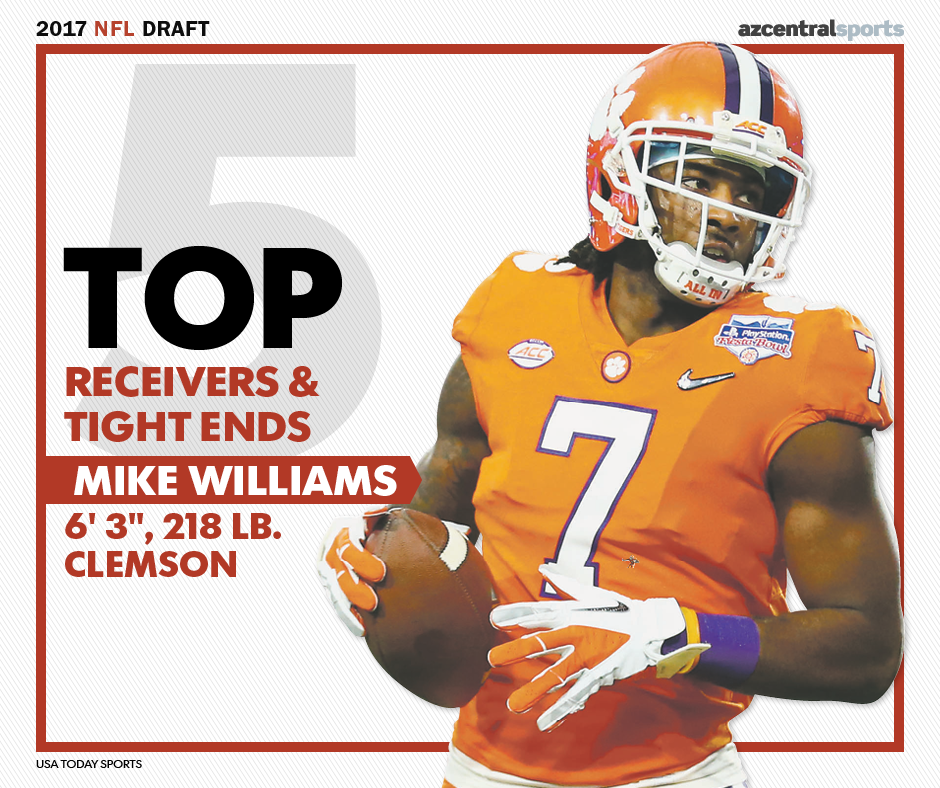 2017 NFL DRAFT
azcentralsports
5
TOP
RECEIVERS &
TIGHT ENDS
MIKE WILLIAMS
6' 3", 218 LB.
CLEMSON
ACC
ALL IN
PlayStation.
Fiesta Bowl
ACC
7
7
USA TODAY SPORTS